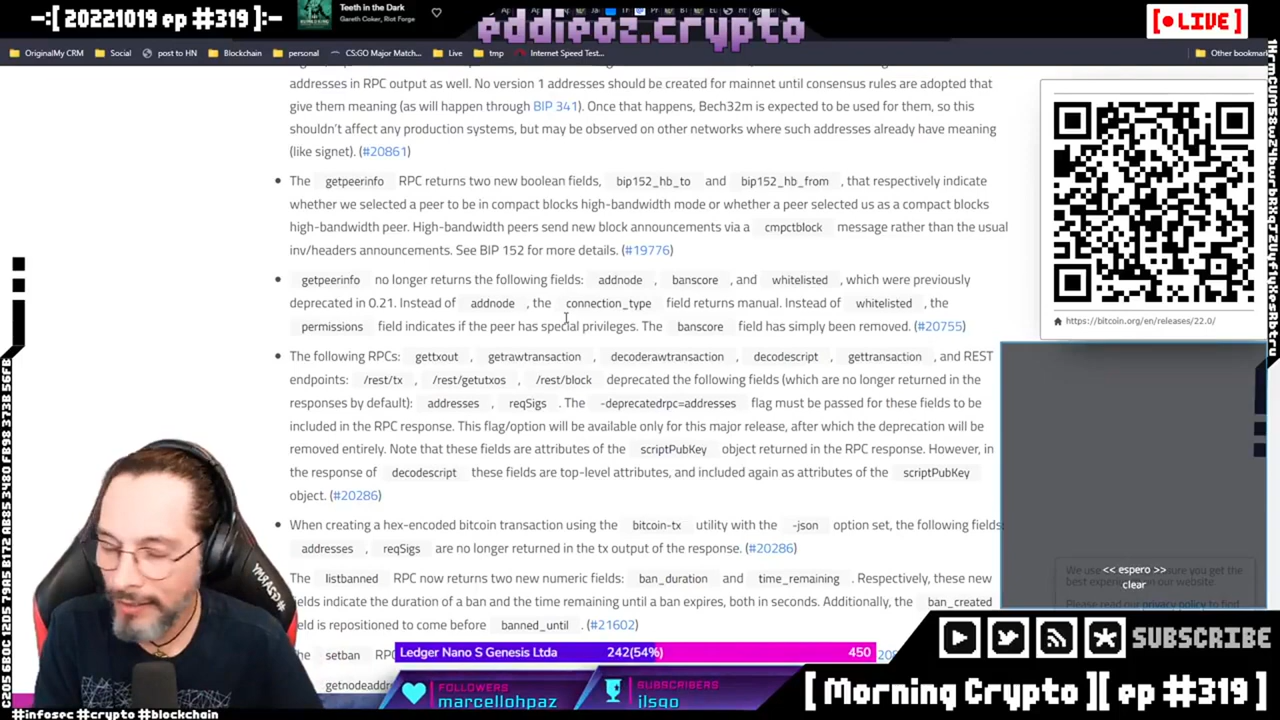 —:[ 20221019 ep #319]:—
Teeth in the Dark
Gareth Coker, Riot Forge
eddieoz.crypto
[ LIVE]
OriginalMy CRM
Social
post to HN
Blockchain
personal
CS:GO Major Match...
Live
tmp
Internet Speed Test...
Other bookmark
addresses in RPC output as well. No version 1 addresses should be created for mainnet until consensus rules are adopted that
give them meaning (as will happen through BIP 341). Once that happens, Bech32m is expected to be used for them, so this
shouldn't affect any production systems, but may be observed on other networks where such addresses already have meaning
(like signet). (#20861)
The getpeerinfo RPC returns two new boolean fields, bip152_hb_to and bip152_hb_from , that respectively indicate
whether we selected a peer to be in compact blocks high-bandwidth mode or whether a peer selected us as a compact blocks
high-bandwidth peer. High-bandwidth peers send new block announcements via a cmpctblock message rather than the usual
inv/headers announcements. See BIP 152 for more details. (#19776)
getpeerinfo no longer returns the following fields: addnode , banscore , and whitelisted , which were previously
deprecated in 0.21. Instead of addnode , the connection_type field returns manual. Instead of whitelisted , the
permissions field indicates if the peer has special privileges. The banscore field has simply been removed. (#20755)
The following RPCs: gettxout , getrawtransaction , decoderawtransaction , decodescript , gettransaction , and REST
endpoints: /rest/tx , /rest/getutxos , /rest/block deprecated the following fields (which are no longer returned in the
responses by default): addresses , reqSigs . The -deprecatedrpc=addresses flag must be passed for these fields to be
included in the RPC response. This flag/option will be available only for this major release, after which the deprecation will be
removed entirely. Note that these fields are attributes of the scriptPubKey object returned in the RPC response. However, in
the response of decodescript these fields are top-level attributes, and included again as attributes of the scriptPubKey
object. (#20286)
When creating a hex-encoded bitcoin transaction using the bitcoin-tx utility with the -json option set, the following fields:
addresses , reqSigs are no longer returned in the tx output of the response. (#20286)
The listbanned RPC now returns two new numeric fields: ban_duration and time_remaining . Respectively, these new
fields indicate the duration of a ban and the time remaining until a ban expires, both in seconds. Additionally, the ban_created
field is repositioned to come before banned_until . (#21602)
The setban RPC
getnodeaddr
https://bitcoin.org/en/releases/22.0/
<< espero >>
clear
Ledger Nano S Genesis Ltda
242(54%)
450
FOLLOWERS
marcellohpaz
SUBSCRIBERS
ilsgo
SUBSCRIBE
[ Morning Crypto ][ ep #319 ]
#infosec #crypto #blockchain